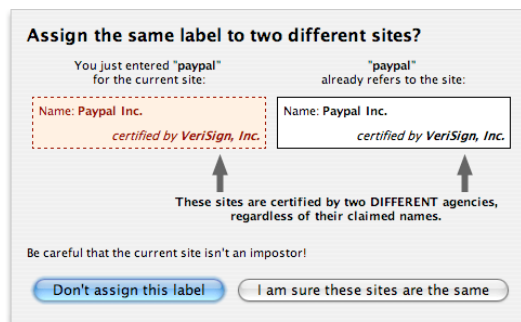 Assign the same label to two different sites?
You just entered "paypal"
for the current site:
"paypal"
already refers to the site:
Name: Paypal Inc.
certified by VeriSign, Inc.
Name: Paypal Inc.
certified by VeriSign, Inc.
These sites are certified by two DIFFERENT agencies,
regardless of their claimed names.
Be careful that the current site isn't an impostor!
Don't assign this label
I am sure these sites are the same